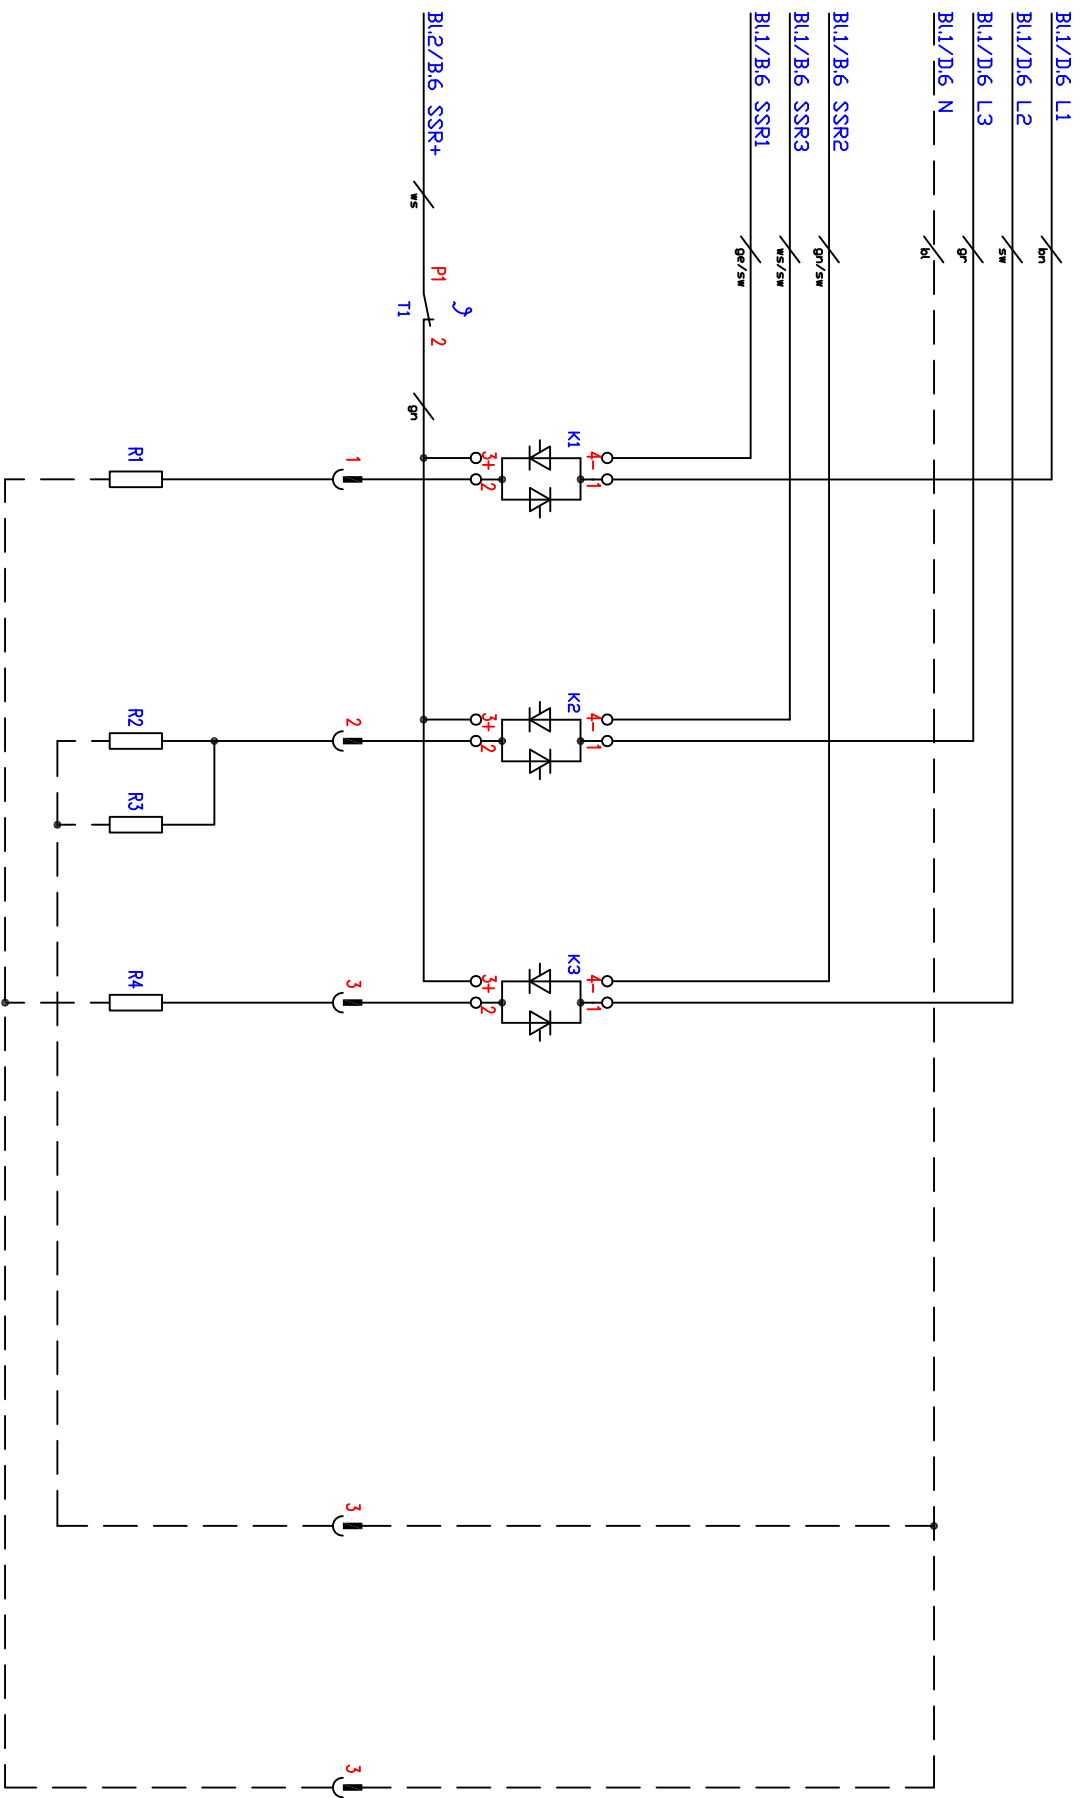 Bl.1/D.6 L1
Bl.1/D.6 L2
Bl.1/D.6 L3
Bl.1/D.6 N
Bl.1/B.6 SSR2
Bl.1/B.6 SSR3
Bl.1/B.6 SSR1
Bl.2/B.6 SSR+
bn
sw
gr
bl
gn/sw
ws/sw
ge/sw
ws
P1
T1
2
ϑ
gn
K1
4-
1
3+
2
K2
4-
1
3+
2
K3
4-
1
3+
2
1
2
3
3
3
R1
R2
R3
R4